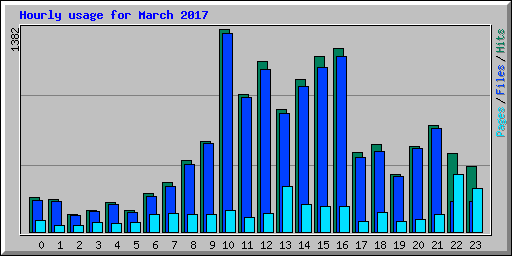 Hourly usage for March 2017
1382
Pages / Files / Hits
0 1 2 3 4 5 6 7 8 9 10 11 12 13 14 15 16 17 18 19 20 21 22 23